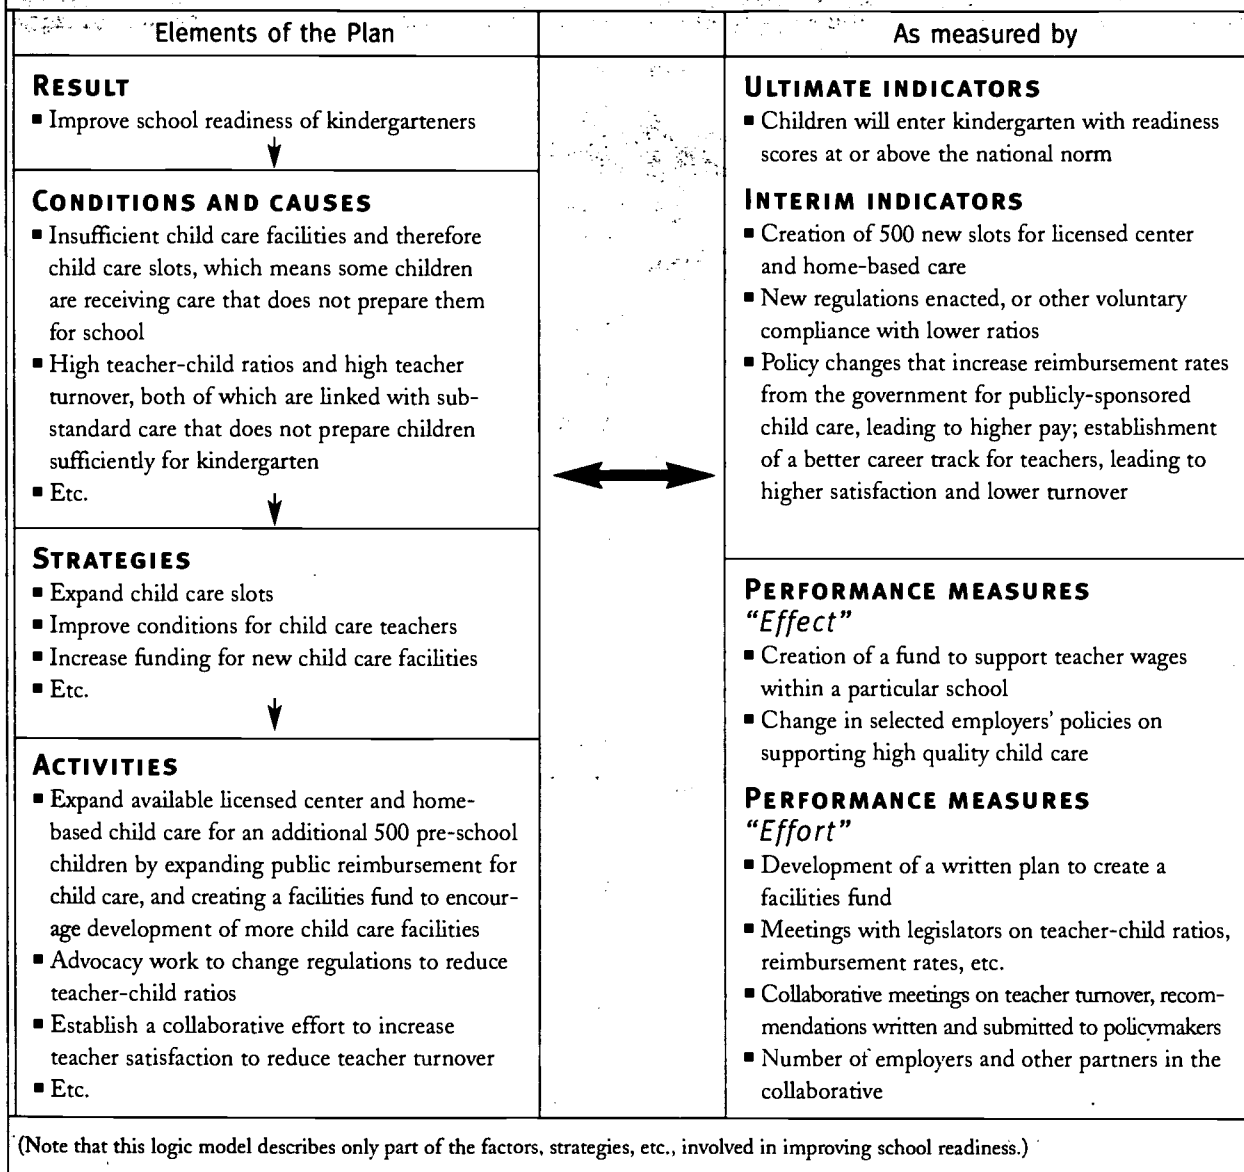 Elements of the Plan
As measured by
RESULT
▪ Improve school readiness of kindergarteners
CONDITIONS AND CAUSES
▪ Insufficient child care facilities and therefore
child care slots, which means some children
are receiving care that does not prepare them
for school
▪ High teacher-child ratios and high teacher
turnover, both of which are linked with sub-
standard care that does not prepare children
sufficiently for kindergarten
▪ Etc.
STRATEGIES
▪ Expand child care slots
▪ Improve conditions for child care teachers
▪ Increase funding for new child care facilities
▪ Etc.
ACTIVITIES
▪ Expand available licensed center and home-
based child care for an additional 500 pre-school
children by expanding public reimbursement for
child care, and creating a facilities fund to encour-
age development of more child care facilities
▪ Advocacy work to change regulations to reduce
teacher-child ratios
▪ Establish a collaborative effort to increase
teacher satisfaction to reduce teacher turnover
▪ Etc.
ULTIMATE INDICATORS
▪ Children will enter kindergarten with readiness
scores at or above the national norm
INTERIM INDICATORS
▪ Creation of 500 new slots for licensed center
and home-based care
▪ New regulations enacted, or other voluntary
compliance with lower ratios
▪ Policy changes that increase reimbursement rates
from the government for publicly-sponsored
child care, leading to higher pay; establishment
of a better career track for teachers, leading to
higher satisfaction and lower turnover
PERFORMANCE MEASURES
“Effect”
▪ Creation of a fund to support teacher wages
within a particular school
▪ Change in selected employers’ policies on
supporting high quality child care
PERFORMANCE MEASURES
“Effort”
▪ Development of a written plan to create a
facilities fund
▪ Meetings with legislators on teacher-child ratios,
reimbursement rates, etc.
▪ Collaborative meetings on teacher turnover, recom-
mendations written and submitted to policymakers
▪ Number of employers and other partners in the
collaborative
(Note that this logic model describes only part of the factors, strategies, etc., involved in improving school readiness.)